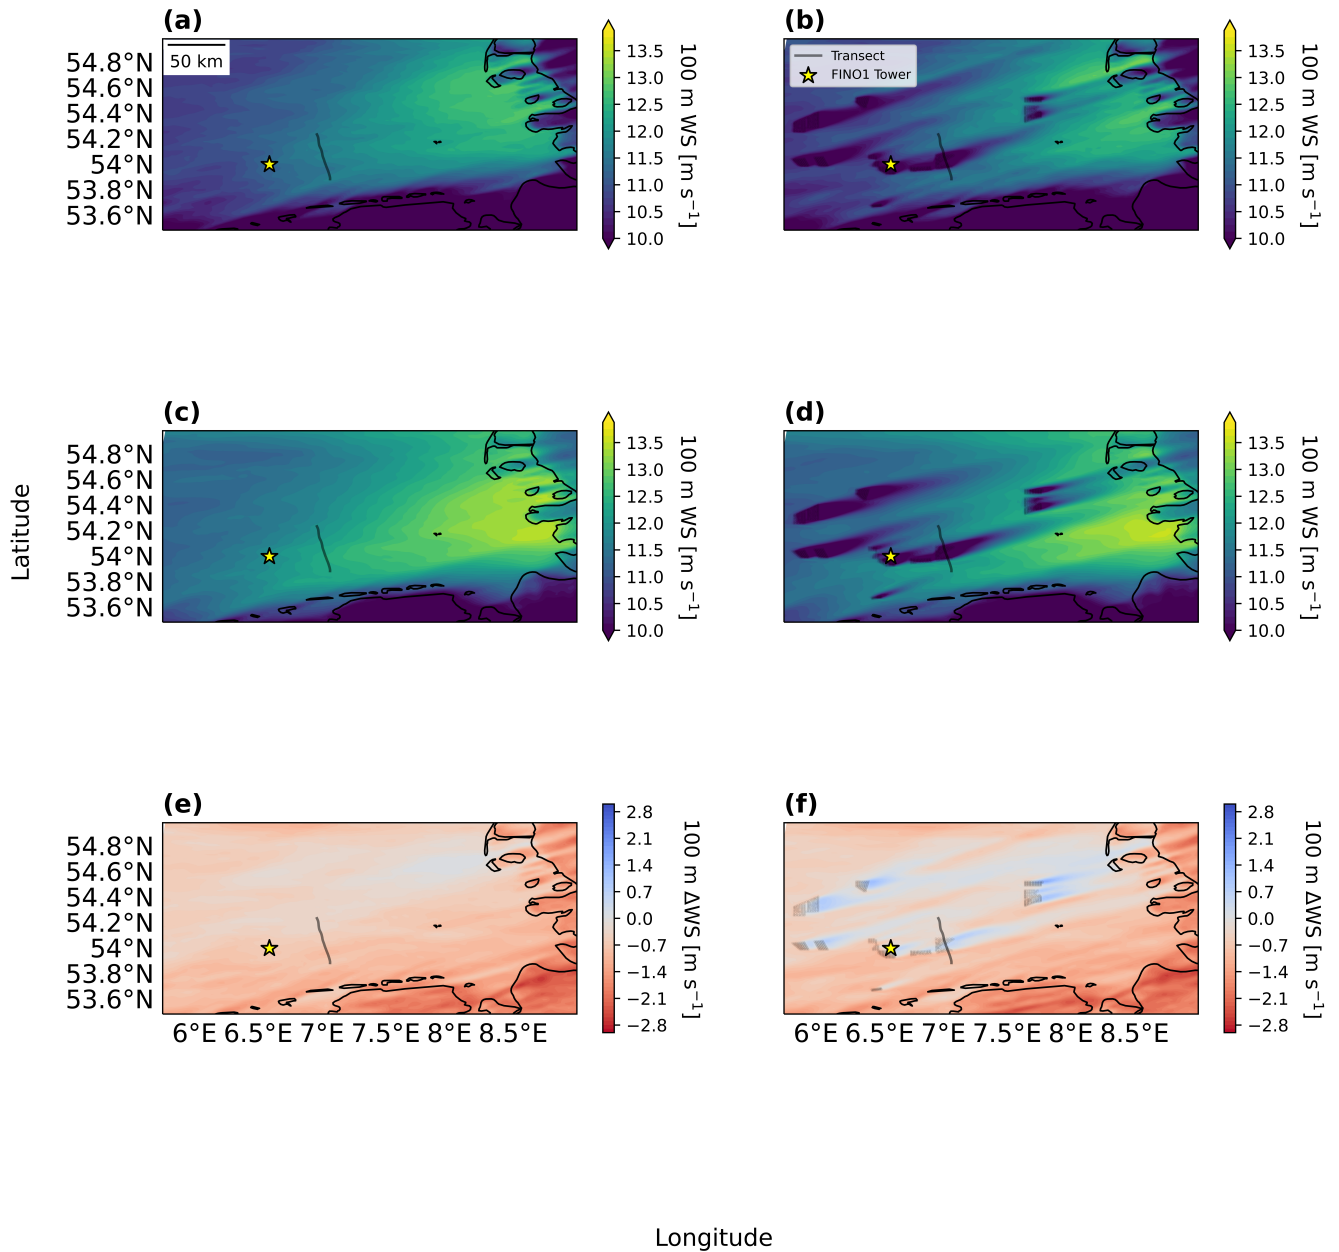 (a)
50 km
54.8°N
54.6°N
54.4°N
54.2°N
54°N
53.8°N
53.6°N
13.5
13.0
12.5
12.0
11.5
11.0
10.5
10.0
100 m WS [m s⁻¹]
(b)
Transect
FINO1 Tower
13.5
13.0
12.5
12.0
11.5
11.0
10.5
10.0
100 m WS [m s⁻¹]
Latitude
(c)
54.8°N
54.6°N
54.4°N
54.2°N
54°N
53.8°N
53.6°N
13.5
13.0
12.5
12.0
11.5
11.0
10.5
10.0
100 m WS [m s⁻¹]
(d)
13.5
13.0
12.5
12.0
11.5
11.0
10.5
10.0
100 m WS [m s⁻¹]
(e)
54.8°N
54.6°N
54.4°N
54.2°N
54°N
53.8°N
53.6°N
6°E 6.5°E 7°E 7.5°E 8°E 8.5°E
2.8
2.1
1.4
0.7
0.0
−0.7
−1.4
−2.1
−2.8
100 m ΔWS [m s⁻¹]
(f)
6°E 6.5°E 7°E 7.5°E 8°E 8.5°E
2.8
2.1
1.4
0.7
0.0
−0.7
−1.4
−2.1
−2.8
100 m ΔWS [m s⁻¹]
Longitude